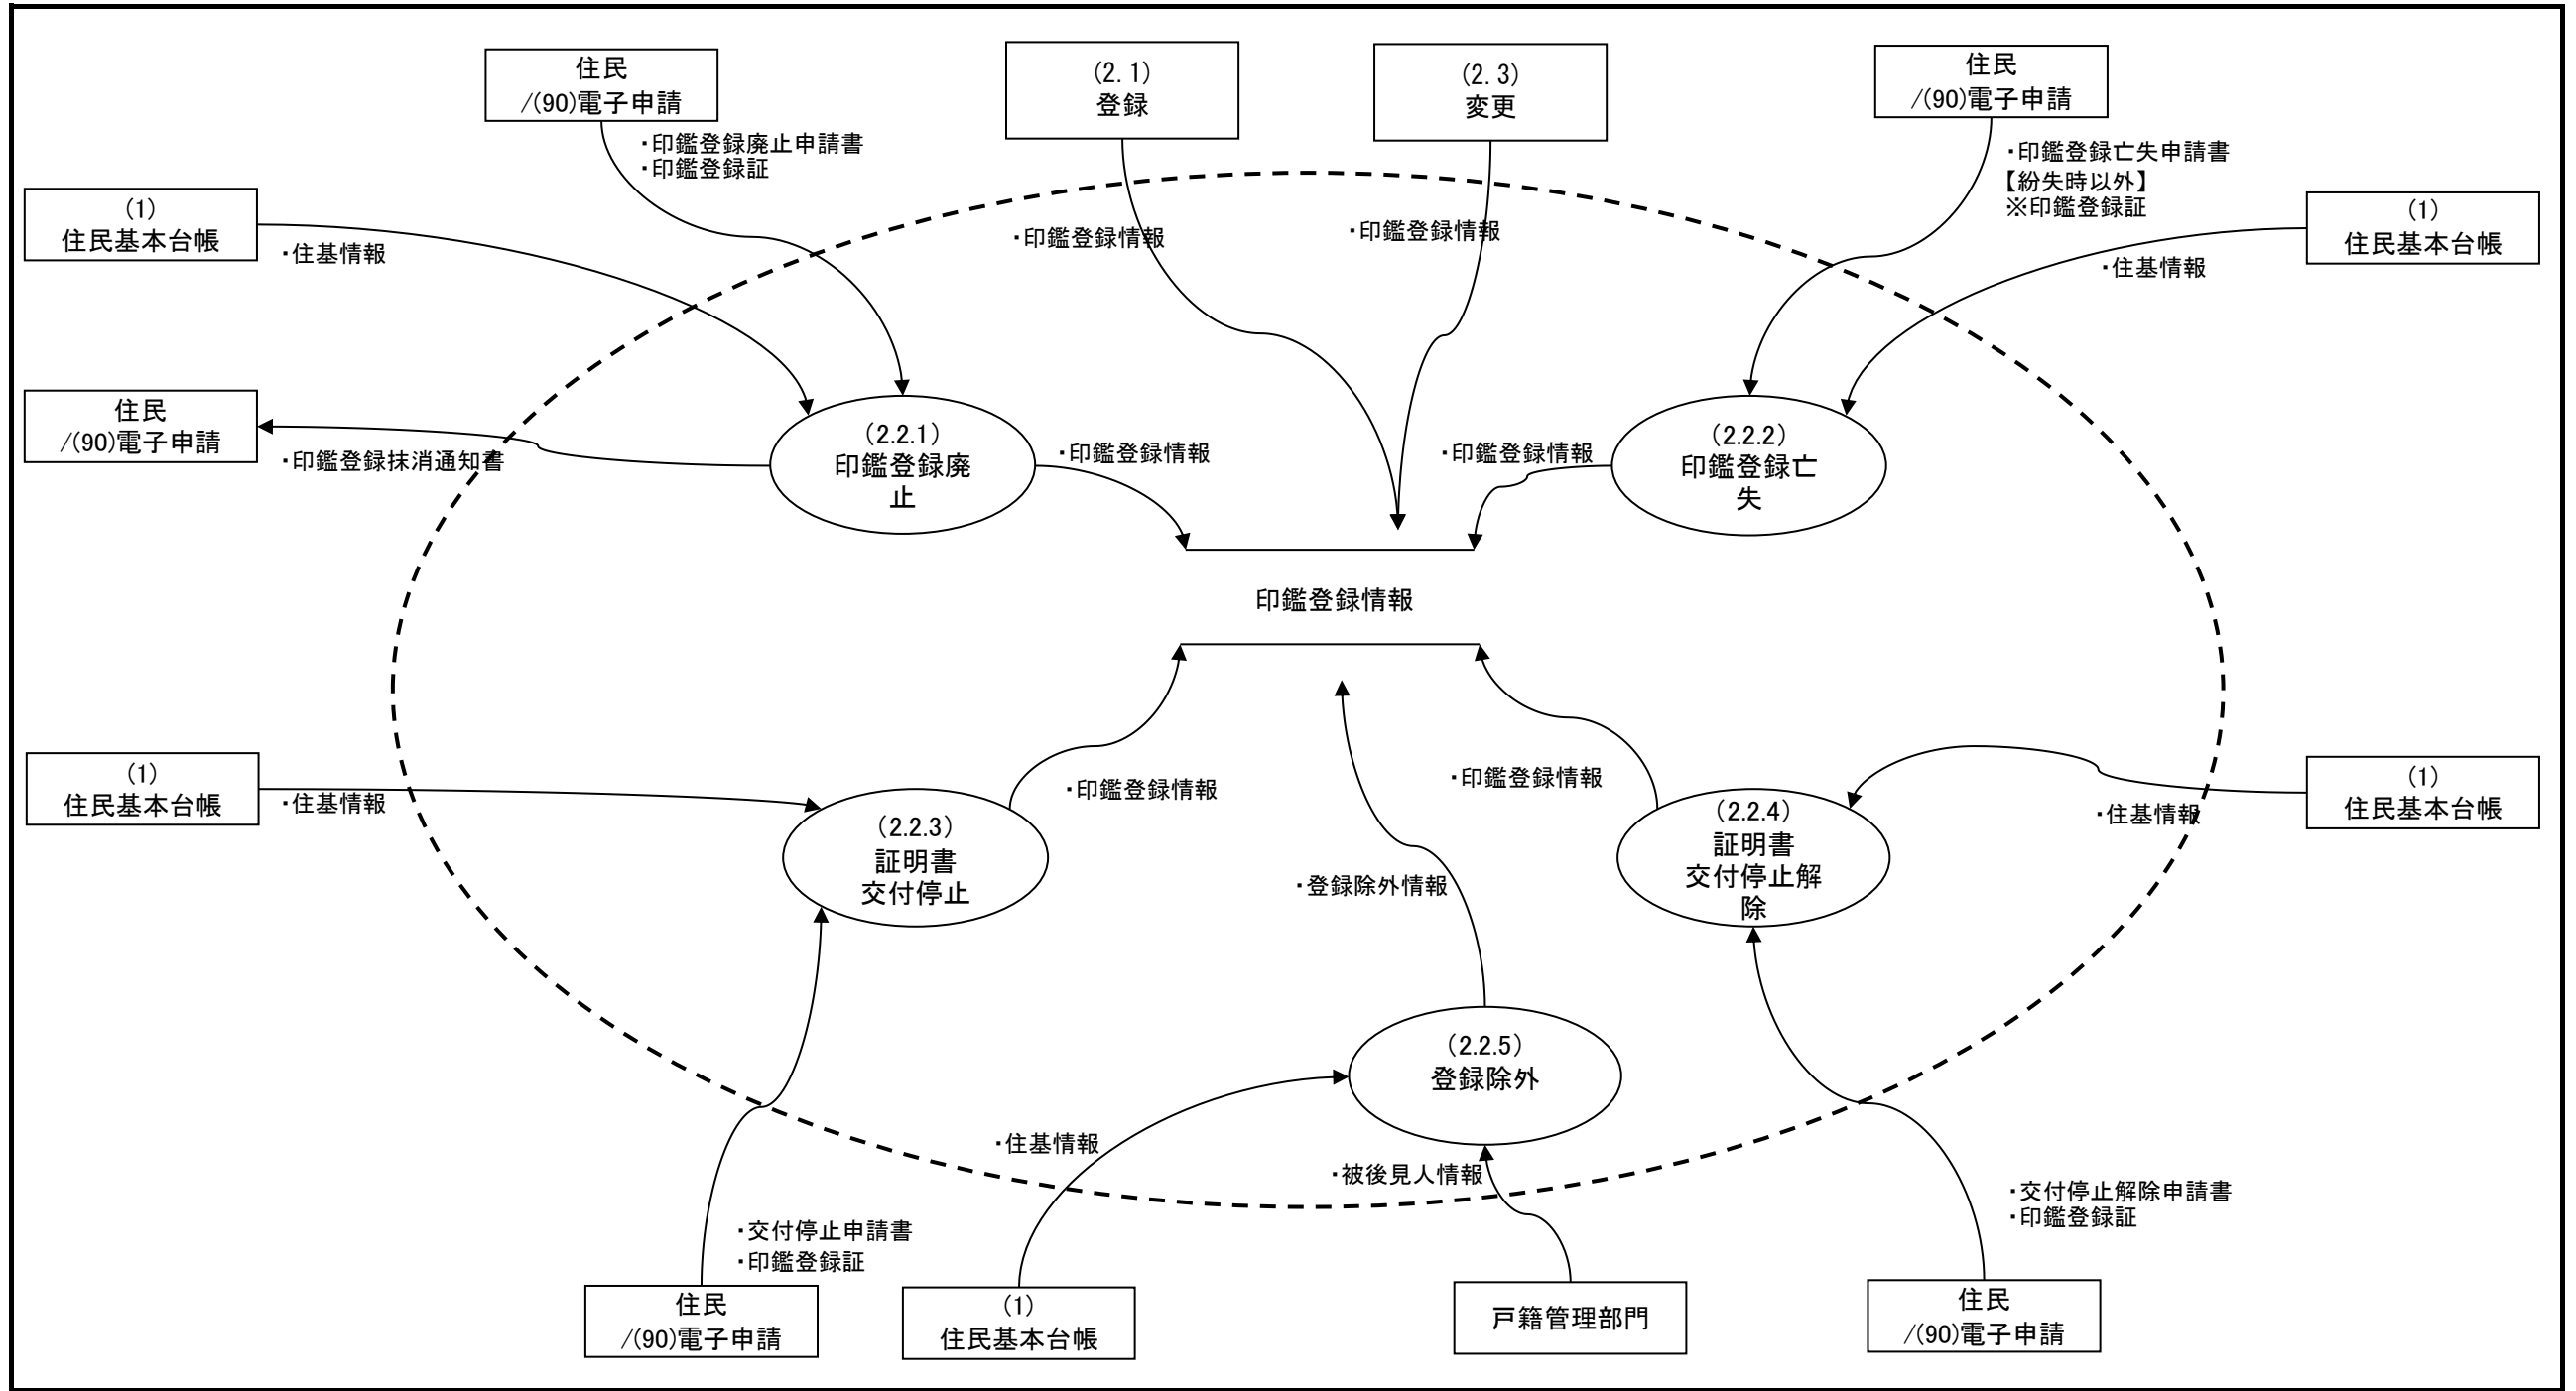 住民
/(90)電子申請
(2. 1)
登録
(2. 3)
変更
住民
/(90)電子申請
・印鑑登録廃止申請書
・印鑑登録証
・印鑑登録亡失申請書
【紛失時以外】
※印鑑登録証
(1)
住民基本台帳
・住基情報
・印鑑登録情報
・印鑑登録情報
(1)
住民基本台帳
・住基情報
住民
/(90)電子申請
・印鑑登録抹消通知書
(2.2.1)
印鑑登録廃
止
・印鑑登録情報
・印鑑登録情報
(2.2.2)
印鑑登録亡
失
印鑑登録情報
(1)
住民基本台帳
・住基情報
(2.2.3)
証明書
交付停止
・印鑑登録情報
・印鑑登録情報
(2.2.4)
証明書
交付停止解
除
・住基情報
(1)
住民基本台帳
・登録除外情報
(2.2.5)
登録除外
・住基情報
・被後見人情報
・交付停止申請書
・印鑑登録証
・交付停止解除申請書
・印鑑登録証
住民
/(90)電子申請
(1)
住民基本台帳
戸籍管理部門
住民
/(90)電子申請